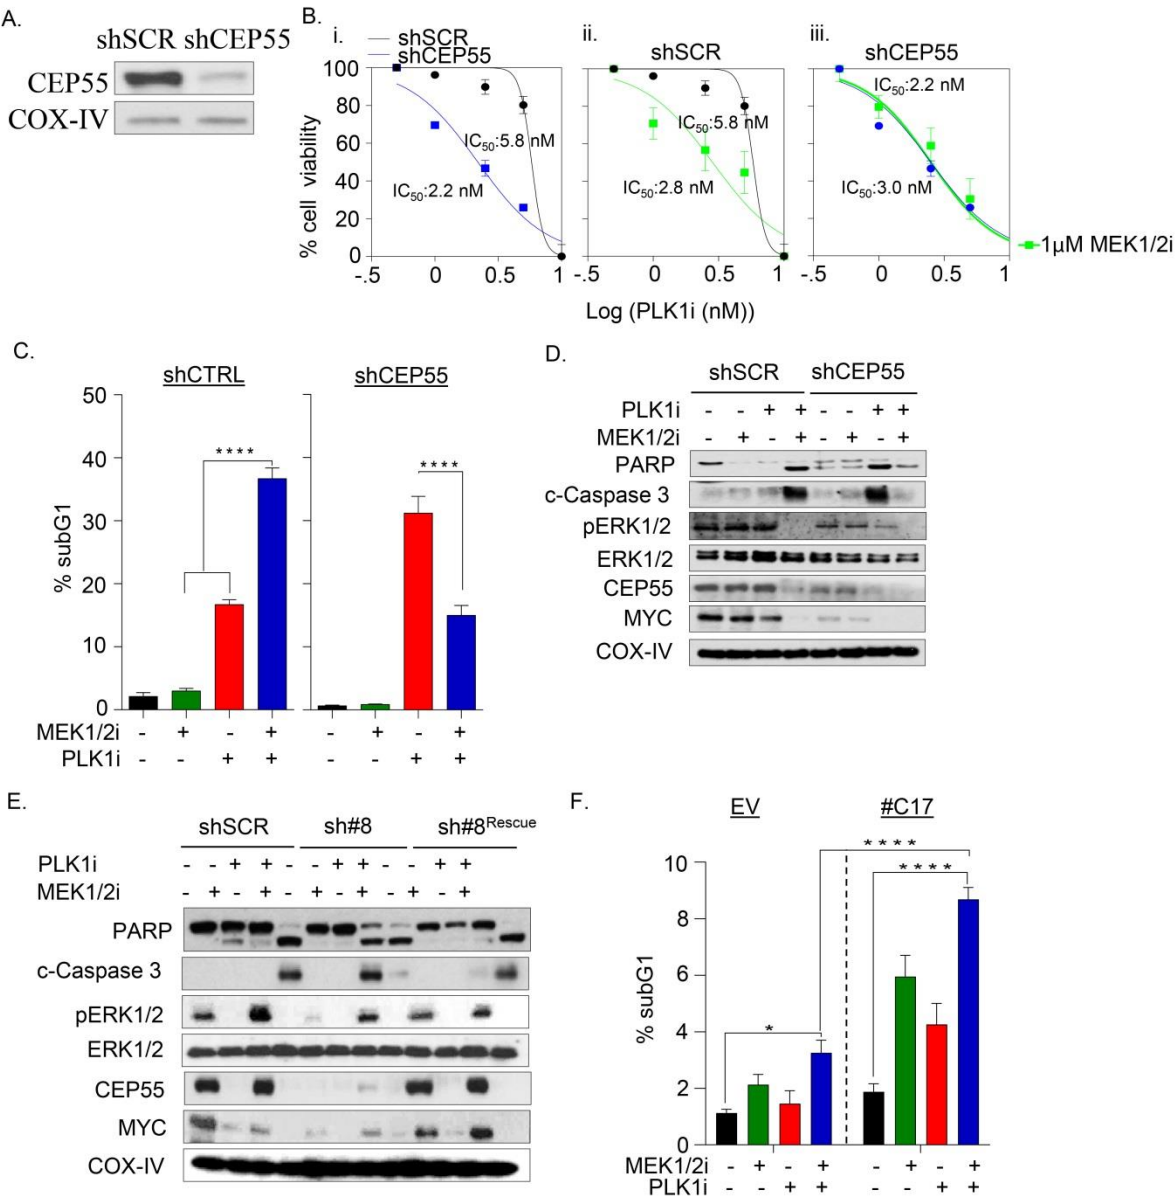 A.
shSCR shCEP55
CEP55
COX-IV
B.
i.
shSCR
shCEP55
ii.
shSCR
iii.
shCEP55
% cell viability
100
80
60
40
20
0
IC50:5.8 nM
IC50:2.2 nM
-.5 0 .5 1
IC50:5.8 nM
IC50:2.8 nM
-.5 0 .5 1
IC50:2.2 nM
IC50:3.0 nM
-.5 0 .5 1
1µM MEK1/2i
Log (PLK1i (nM))
C.
shCTRL
shCEP55
% subG1
50
40
30
20
10
0
****
****
MEK1/2i - + - + - + - +
PLK1i - - + + - - + +
D.
shSCR shCEP55
PLK1i - - + + - - + +
MEK1/2i - + - + - + - +
PARP
c-Caspase 3
pERK1/2
ERK1/2
CEP55
MYC
COX-IV
E.
shSCR sh#8 sh#8Rescue
PLK1i - - + + - - + + - - + + -
MEK1/2i - + - + - + - + - + - + -
PARP
c-Caspase 3
pERK1/2
ERK1/2
CEP55
MYC
COX-IV
F.
EV
#C17
% subG1
10
8
6
4
2
0
*
****
****
MEK1/2i - + - + - + - +
PLK1i - - + + - - + +